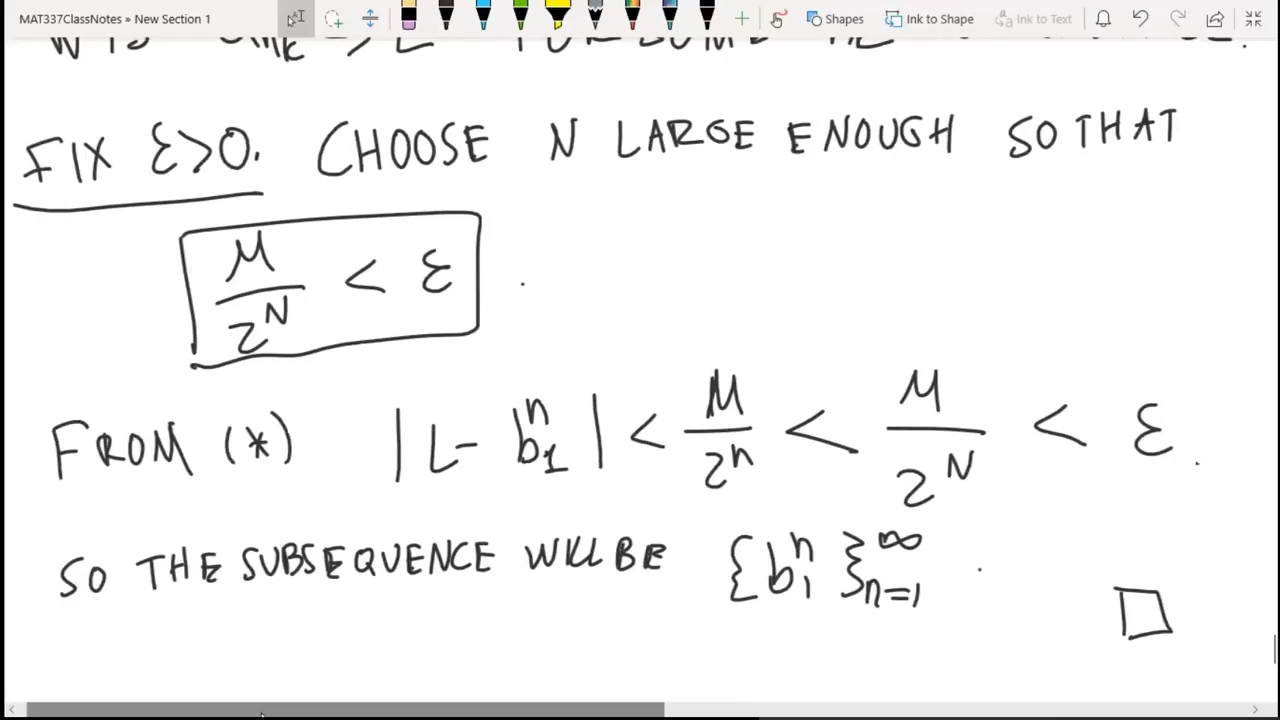 MAT337ClassNotes » New Section 1
Shapes Ink to Shape Ink to Text
FIX ε>0. CHOOSE N LARGE ENOUGH SO THAT
M/2^N < ε .
FROM (*) |L - b_1^n| < M/2^n < M/2^N < ε .
SO THE SUBSEQUENCE WILL BE {b_1^n}_{n=1}^∞ .
□